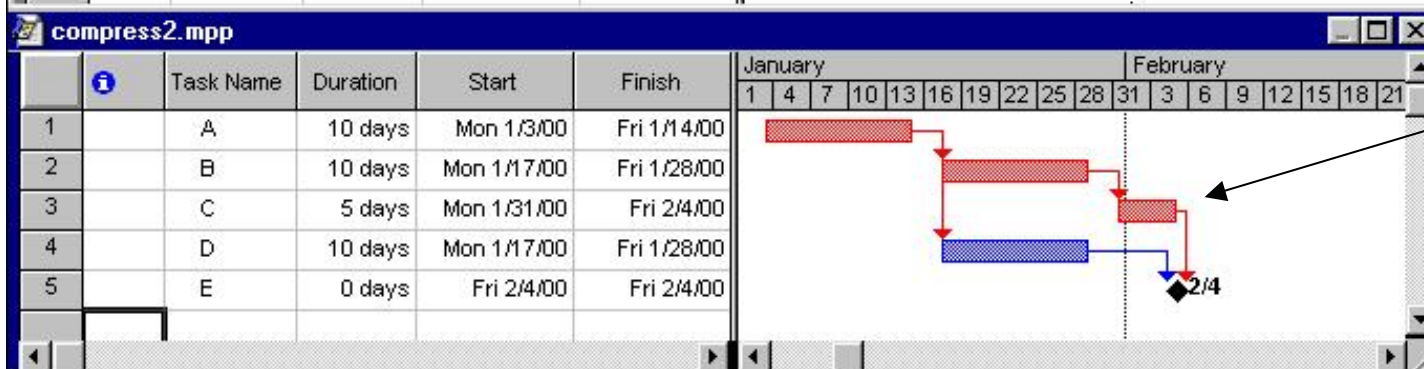 compress2.mpp
Task Name Duration Start Finish January February
1 4 7 10 13 16 19 22 25 28 31 3 6 9 12 15 18 21
1 A 10 days Mon 1/3/00 Fri 1/14/00
2 B 10 days Mon 1/17/00 Fri 1/28/00
3 C 5 days Mon 1/31/00 Fri 2/4/00
4 D 10 days Mon 1/17/00 Fri 1/28/00
5 E 0 days Fri 2/4/00 Fri 2/4/00 2/4